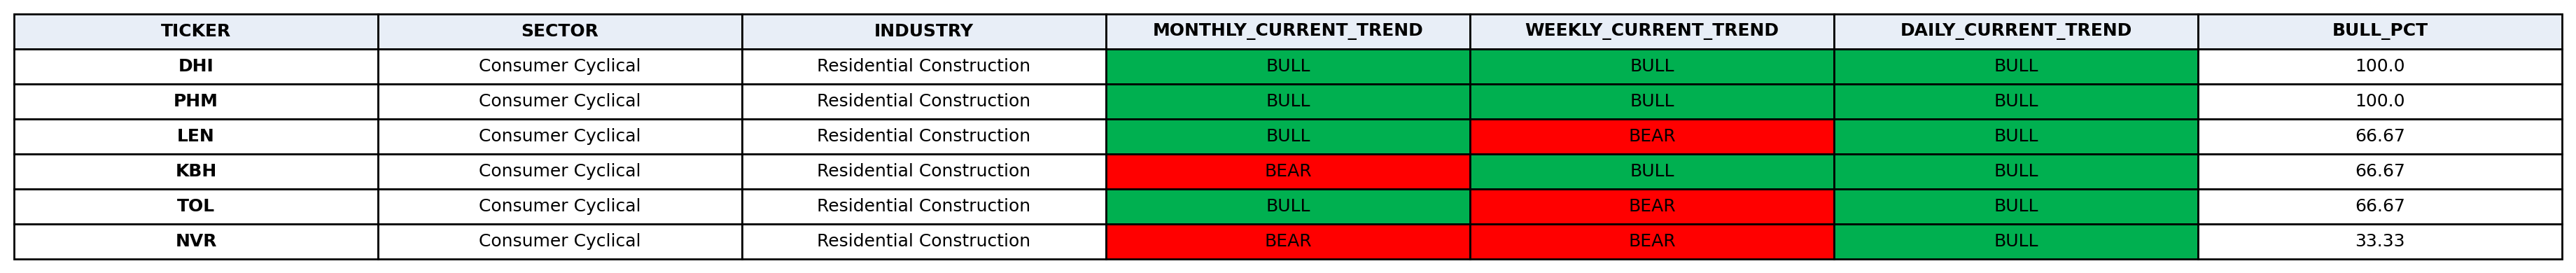 TICKER SECTOR INDUSTRY MONTHLY_CURRENT_TREND WEEKLY_CURRENT_TREND DAILY_CURRENT_TREND BULL_PCT
DHI Consumer Cyclical Residential Construction BULL BULL BULL 100.0
PHM Consumer Cyclical Residential Construction BULL BULL BULL 100.0
LEN Consumer Cyclical Residential Construction BULL BEAR BULL 66.67
KBH Consumer Cyclical Residential Construction BEAR BULL BULL 66.67
TOL Consumer Cyclical Residential Construction BULL BEAR BULL 66.67
NVR Consumer Cyclical Residential Construction BEAR BEAR BULL 33.33